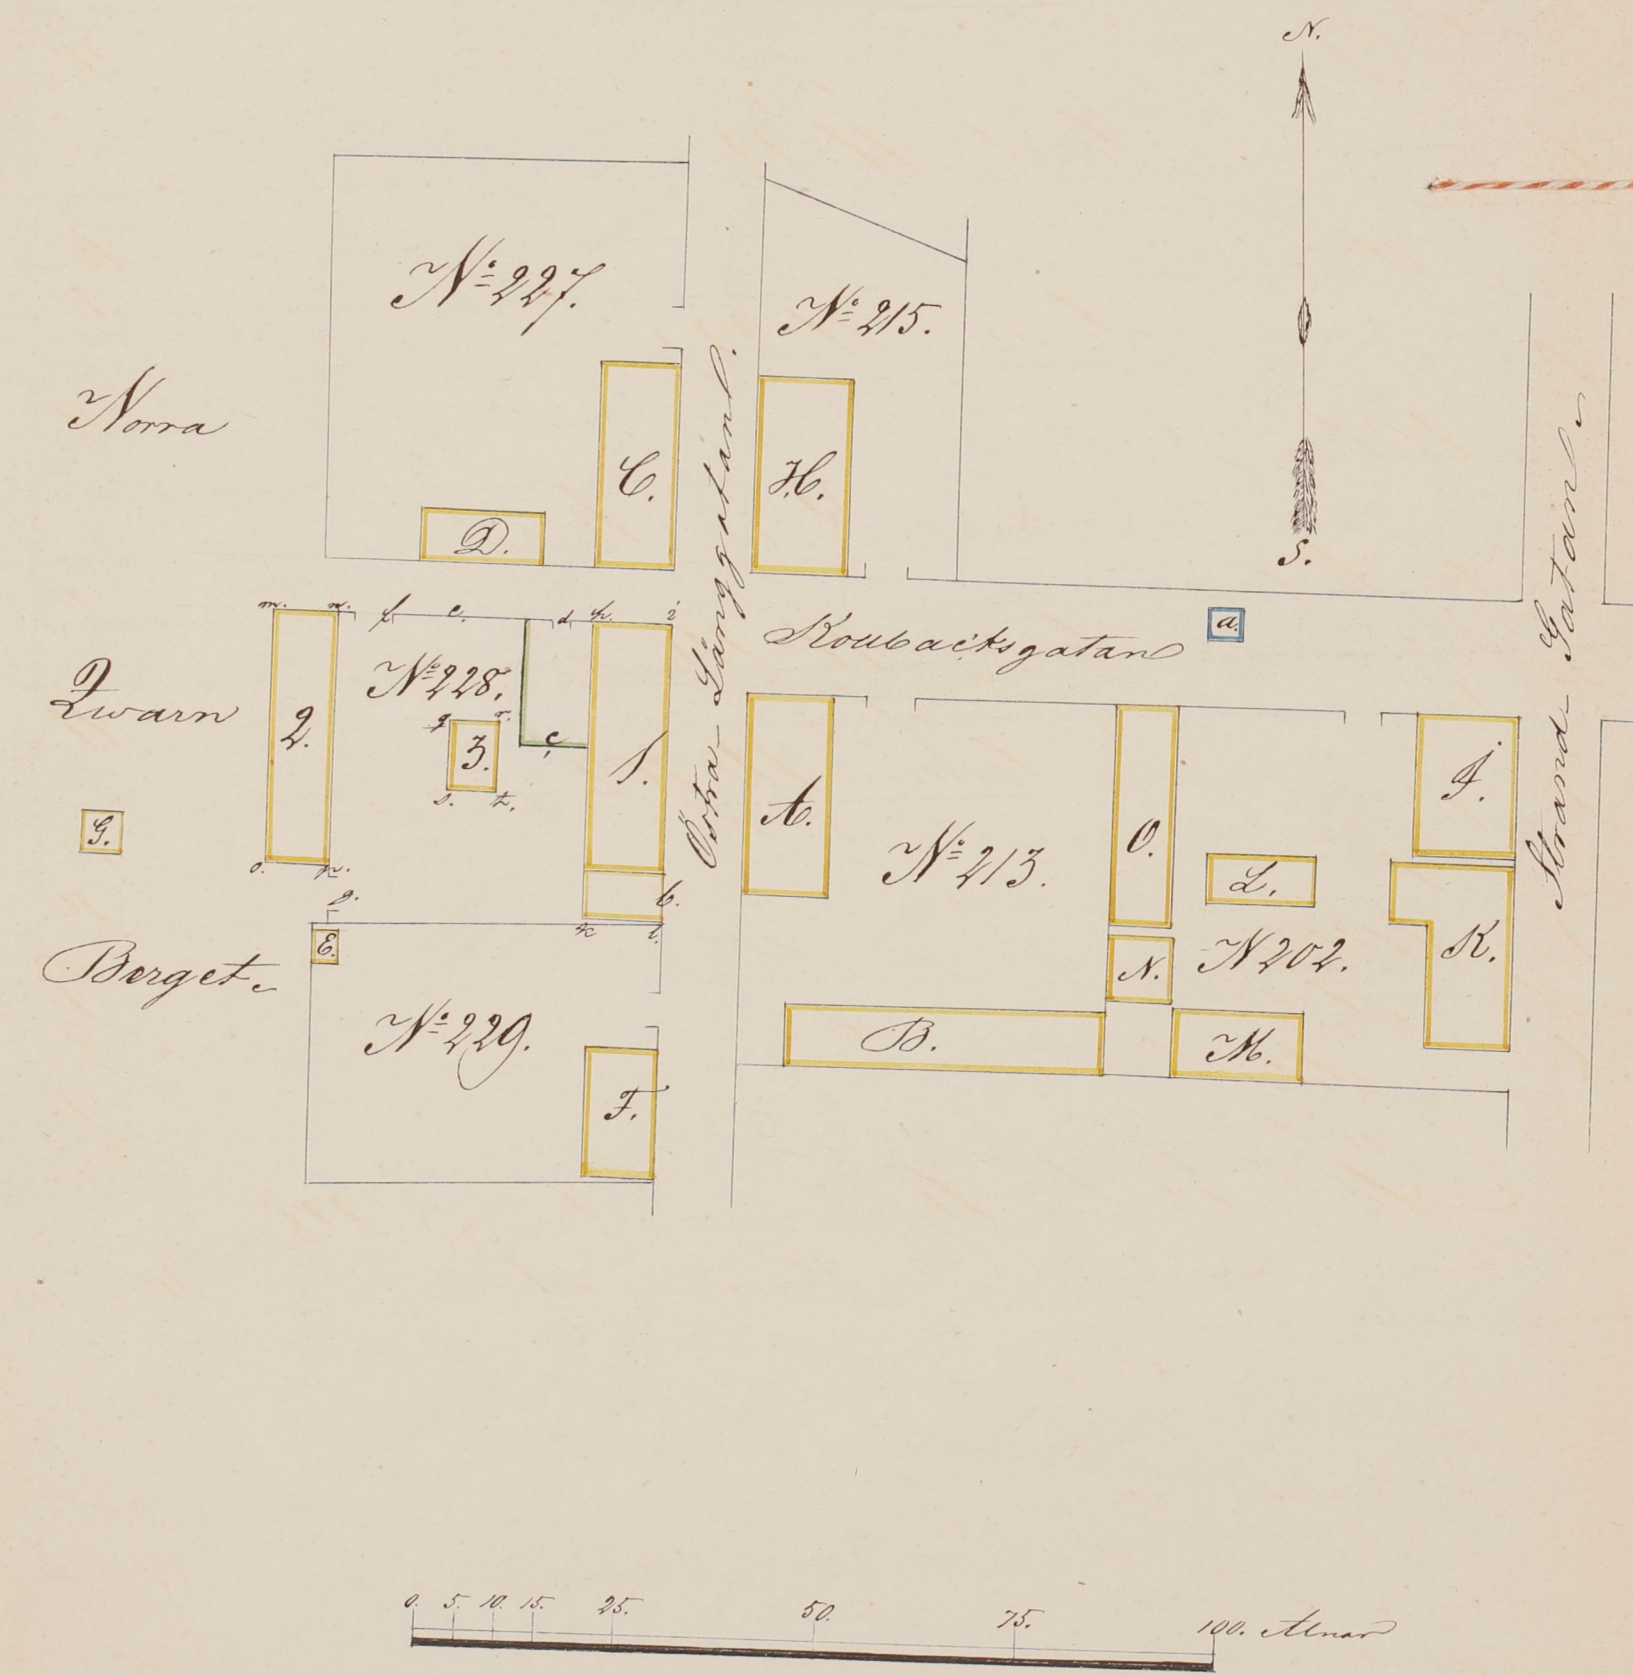 N.
No 227.
No 215.
Norra
C.
H.
D.
S.
m. n. f. e. d. h. i
a.
Koubacksgatan
Östra-Långgatan.
Strand-Gatan.
No 228.
Qwarn
2.
q r.
3.
c
1.
s. t.
A.
J.
G.
O.
No 213.
o. p.
L.
g.
b.
k l.
E.
N.
N 202.
K.
Berget.
No 229.
B.
M.
F.
0. 5. 10. 15. 25. 50. 75. 100. Alnar